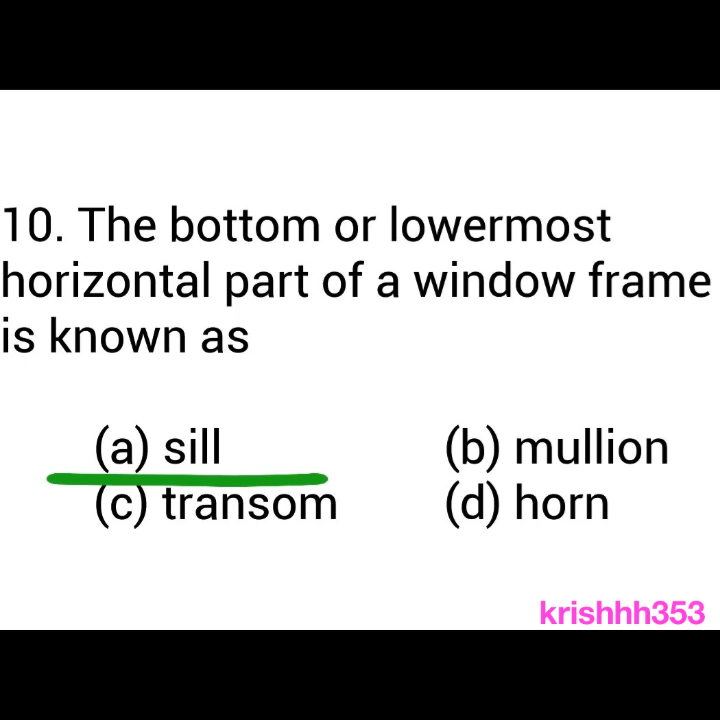 10. The bottom or lowermost
horizontal part of a window frame
is known as
(a) sill (b) mullion
(c) transom (d) horn
krishhh353